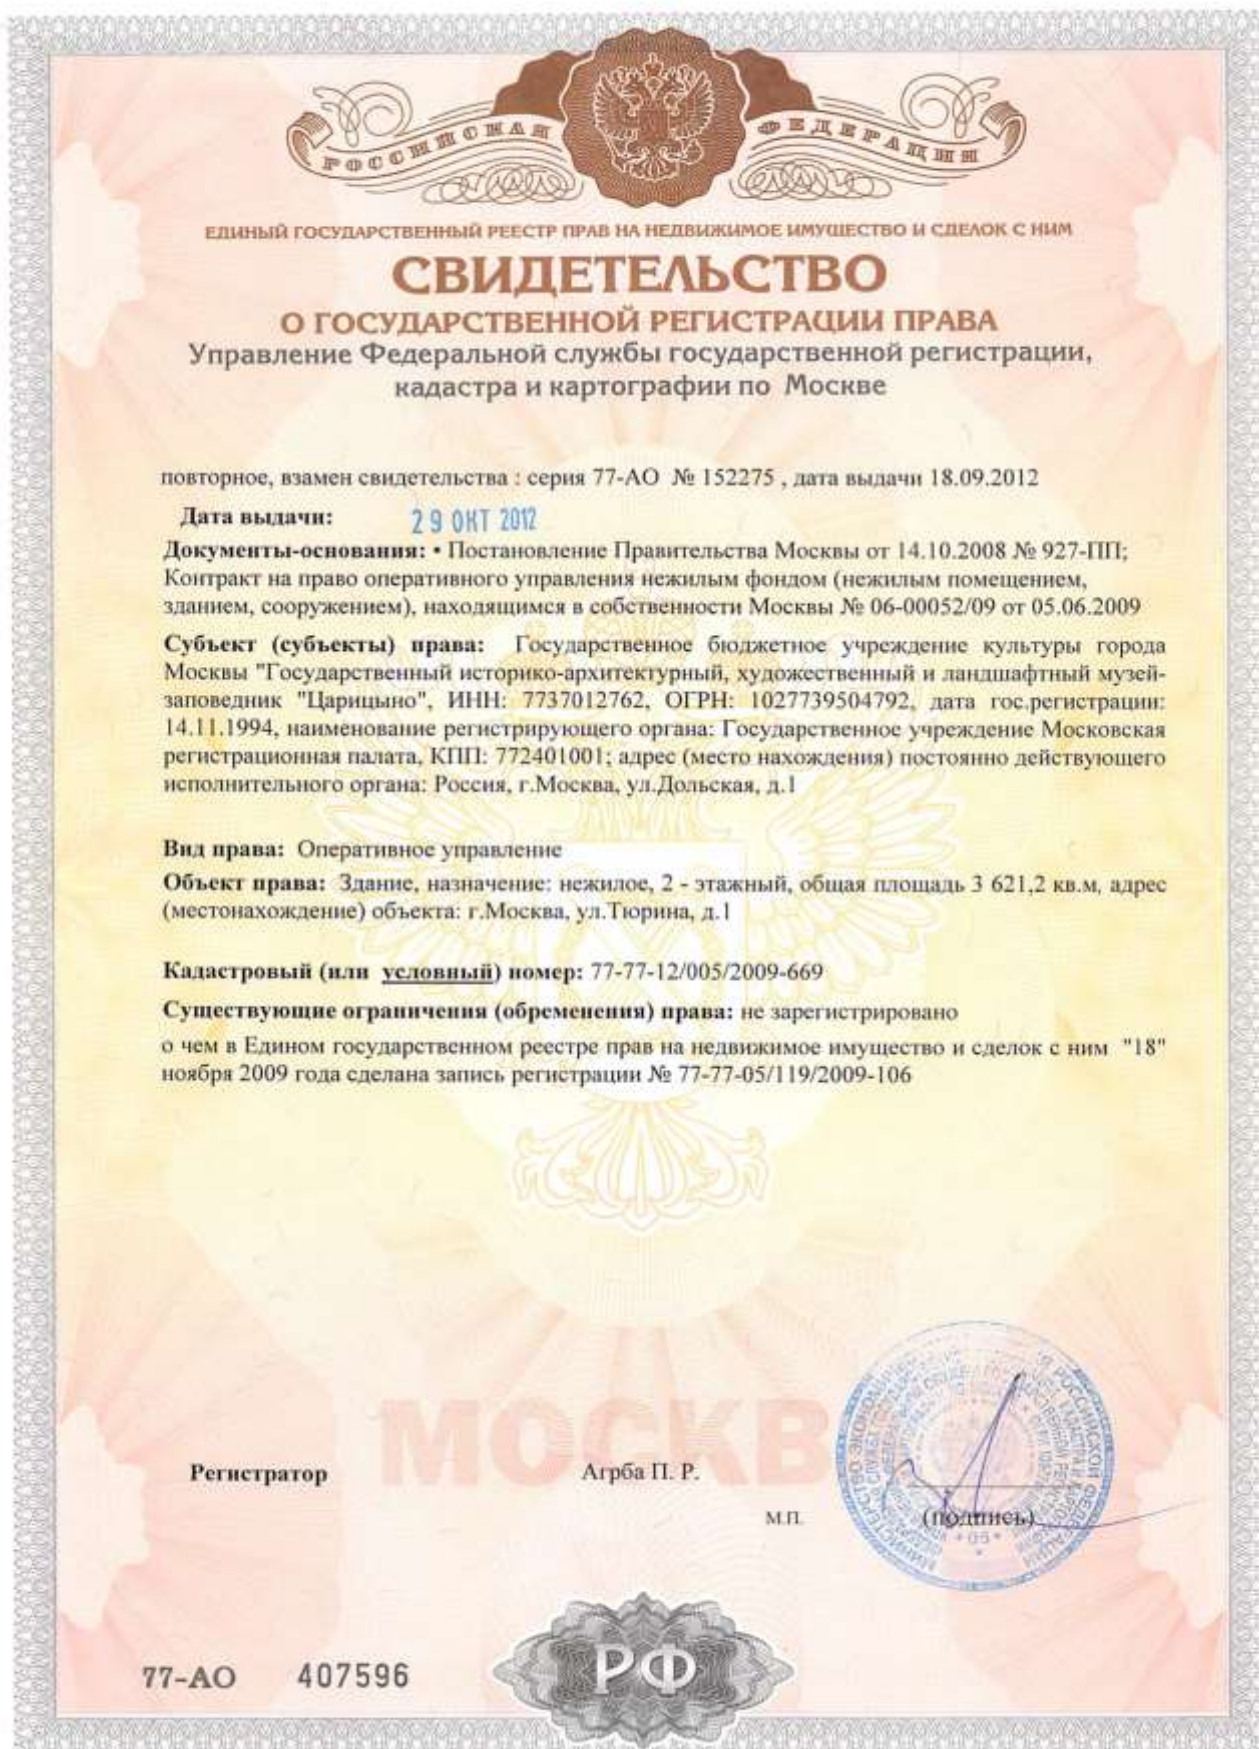 РОССИЙСКАЯ ФЕДЕРАЦИЯ
ЕДИНЫЙ ГОСУДАРСТВЕННЫЙ РЕЕСТР ПРАВ НА НЕДВИЖИМОЕ ИМУЩЕСТВО И СДЕЛОК С НИМ
СВИДЕТЕЛЬСТВО
О ГОСУДАРСТВЕННОЙ РЕГИСТРАЦИИ ПРАВА
Управление Федеральной службы государственной регистрации,
кадастра и картографии по Москве
повторное, взамен свидетельства : серия 77-АО № 152275 , дата выдачи 18.09.2012
Дата выдачи: 29 ОКТ 2012
Документы-основания: • Постановление Правительства Москвы от 14.10.2008 № 927-ПП;
Контракт на право оперативного управления нежилым фондом (нежилым помещением,
зданием, сооружением), находящимся в собственности Москвы № 06-00052/09 от 05.06.2009
Субъект (субъекты) права: Государственное бюджетное учреждение культуры города
Москвы "Государственный историко-архитектурный, художественный и ландшафтный музей-
заповедник "Царицыно", ИНН: 7737012762, ОГРН: 1027739504792, дата гос.регистрации:
14.11.1994, наименование регистрирующего органа: Государственное учреждение Московская
регистрационная палата, КПП: 772401001; адрес (место нахождения) постоянно действующего
исполнительного органа: Россия, г.Москва, ул.Дольская, д.1
Вид права: Оперативное управление
Объект права: Здание, назначение: нежилое, 2 - этажный, общая площадь 3 621,2 кв.м, адрес
(местонахождение) объекта: г.Москва, ул.Тюрина, д.1
Кадастровый (или условный) номер: 77-77-12/005/2009-669
Существующие ограничения (обременения) права: не зарегистрировано
о чем в Едином государственном реестре прав на недвижимое имущество и сделок с ним "18"
ноября 2009 года сделана запись регистрации № 77-77-05/119/2009-106
МОСКВ
Регистратор Агрба П. Р.
М.П. (подпись)
77-АО 407596
РФ